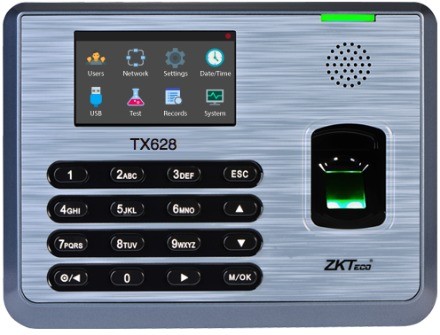 Users Network Settings Date/Time
USB Test Records System
TX628
1 2ABC 3DEF ESC
4GHI 5JKL 6MNO ▲
7PQRS 8TUV 9WXYZ ▼
⊙/◀ 0 ▶ M/OK
ZKTECO